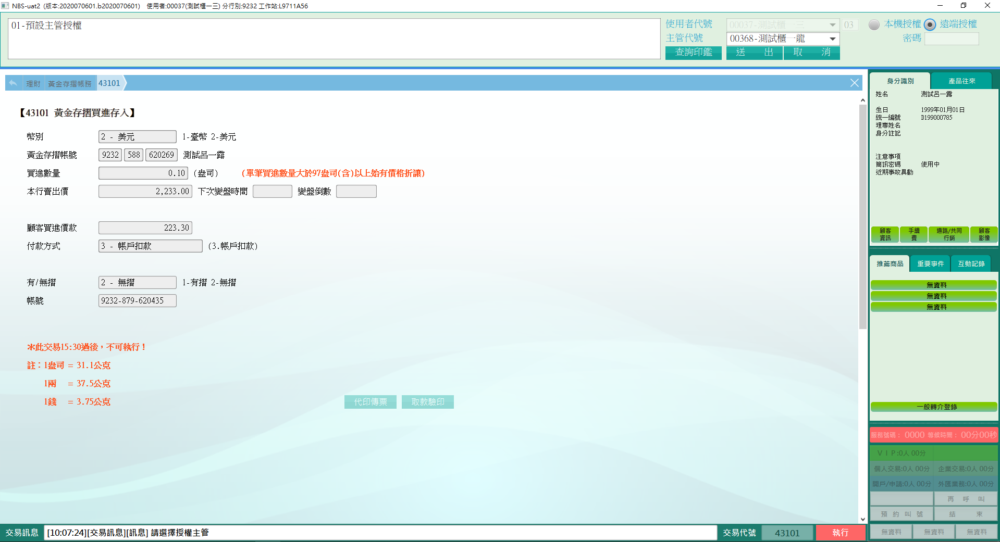 NBS-uat2 (版本:2020070601.b2020070601) 使用者:00037(測試櫃一三) 分行別:9232 工作站:L9711A56
01-預設主管授權
使用者代號 00037-測試櫃一三 03 本機授權 遠端授權
主管代號 00368-測試櫃一龍 密碼
查詢印鑑 送 出 取 消
理財 黃金存摺帳務 43101
【43101 黃金存摺買進存入】
幣別 2 - 美元 1-臺幣 2-美元
黃金存摺帳號 9232 588 620269 測試呂一露
買進數量 0.10 (盎司) (單筆買進數量大於97盎司(含)以上始有價格折讓)
本行賣出價 2,233.00 下次變盤時間 變盤倒數
顧客買進價款 223.30
付款方式 3 - 帳戶扣款 (3.帳戶扣款)
有/無摺 2 - 無摺 1-有摺 2-無摺
帳號 9232-879-620435
＊此交易15:30過後，不可執行！
註：1盎司 = 31.1公克
1兩 = 37.5公克
1錢 = 3.75公克
代印傳票 取款驗印
身分識別 產品往來
姓名 測試呂一露
生日 1999年01月01日
統一編號 D199000785
理專姓名
身分註記
注意事項
簡訊密碼 使用中
近期事故異動
顧客資訊 手續費 通路/共同行銷 顧客影像
推薦商品 重要事件 互動記錄
無資料
無資料
無資料
一般轉介登錄
服務號碼： 0000 等候時間： 00分00秒
ＶＩＰ:0人 00分
個人交易:0人 00分 企業交易:0人 00分
開戶/申請:0人 00分 外匯業務:0人 00分
再 呼 叫
預 約 叫 號 結 束
無資料 無資料 無資料
交易訊息 [10:07:24][交易訊息][訊息] 請選擇授權主管 交易代號 43101 執行